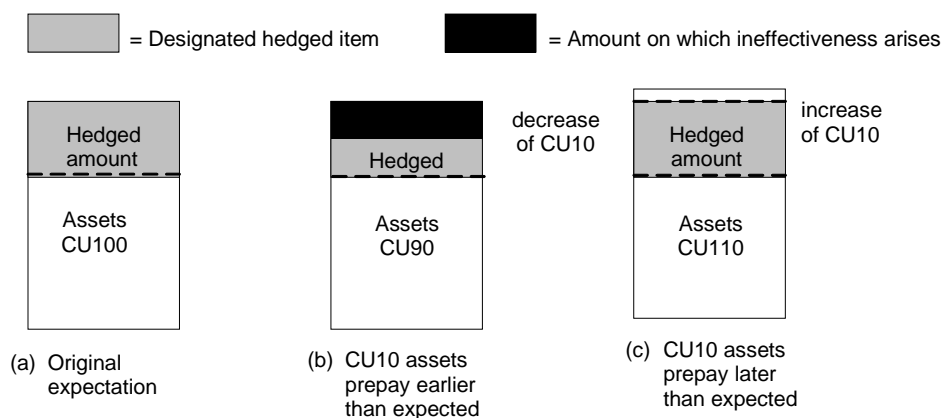 = Designated hedged item
= Amount on which ineffectiveness arises
Hedged
amount
Assets
CU100
(a) Original
expectation
Hedged
decrease
of CU10
Assets
CU90
(b) CU10 assets
prepay earlier
than expected
Hedged
amount
increase
of CU10
Assets
CU110
(c) CU10 assets
prepay later
than expected